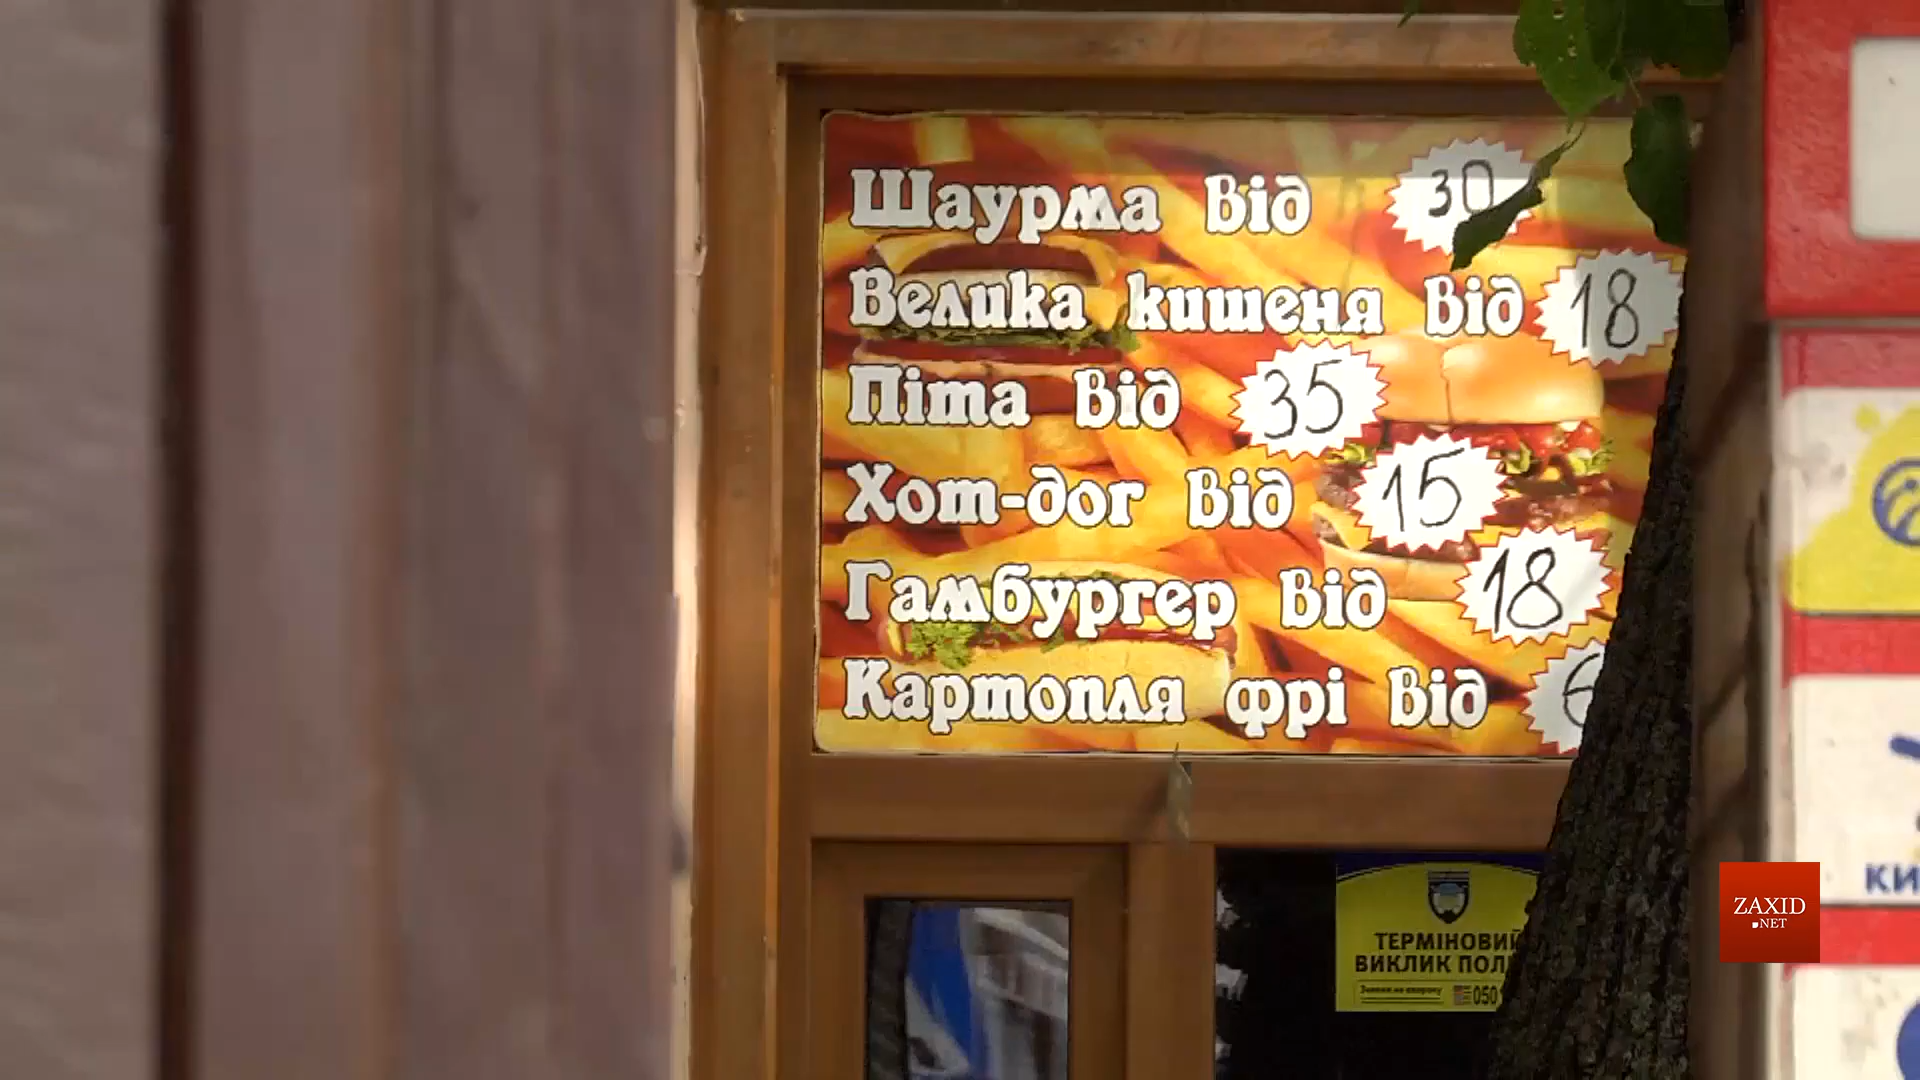 Шаурма від 30
Велика кишеня від 18
Піта від 35
Хот-дог від 15
Гамбургер від 18
Картопля фрі від
ТЕРМІНОВИЙ
ВИКЛИК
050
ZAXID
.NET